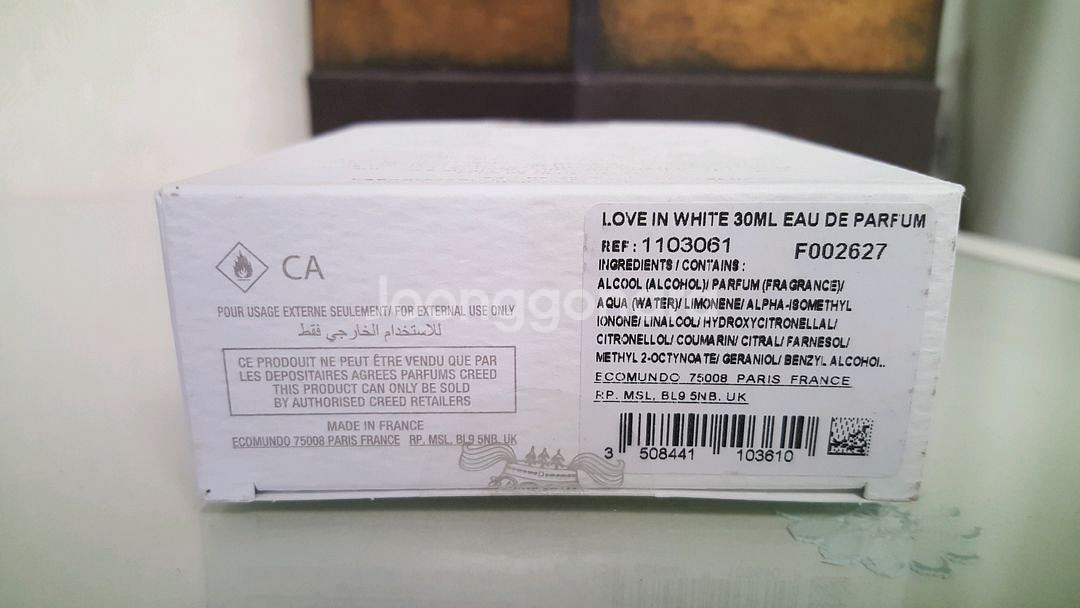 CA
POUR USAGE EXTERNE SEULEMENT/ FOR EXTERNAL USE ONLY
للاستخدام الخارجي فقط
CE PRODUIT NE PEUT ÊTRE VENDU QUE PAR
LES DEPOSITAIRES AGREES PARFUMS CREED
THIS PRODUCT CAN ONLY BE SOLD
BY AUTHORISED CREED RETAILERS
MADE IN FRANCE
ECOMUNDO 75008 PARIS FRANCE RP. MSL, BL9 5NB. UK
LOVE IN WHITE 30ML EAU DE PARFUM
REF : 1103061 F002627
INGREDIENTS / CONTAINS :
ALCOOL (ALCOHOL)/ PARFUM (FRAGRANCE)/
AQUA (WATER)/ LIMONENE/ ALPHA-ISOMETHYL
IONONE/ LINALOOL/ HYDROXYCITRONELLAL/
CITRONELLOL/ COUMARIN/ CITRAL/ FARNESOL/
METHYL 2-OCTYNOATE/ GERANIOL/ BENZYL ALCOHOL..
ECOMUNDO 75008 PARIS FRANCE
RP. MSL, BL9 5NB. UK
3 508441 103610